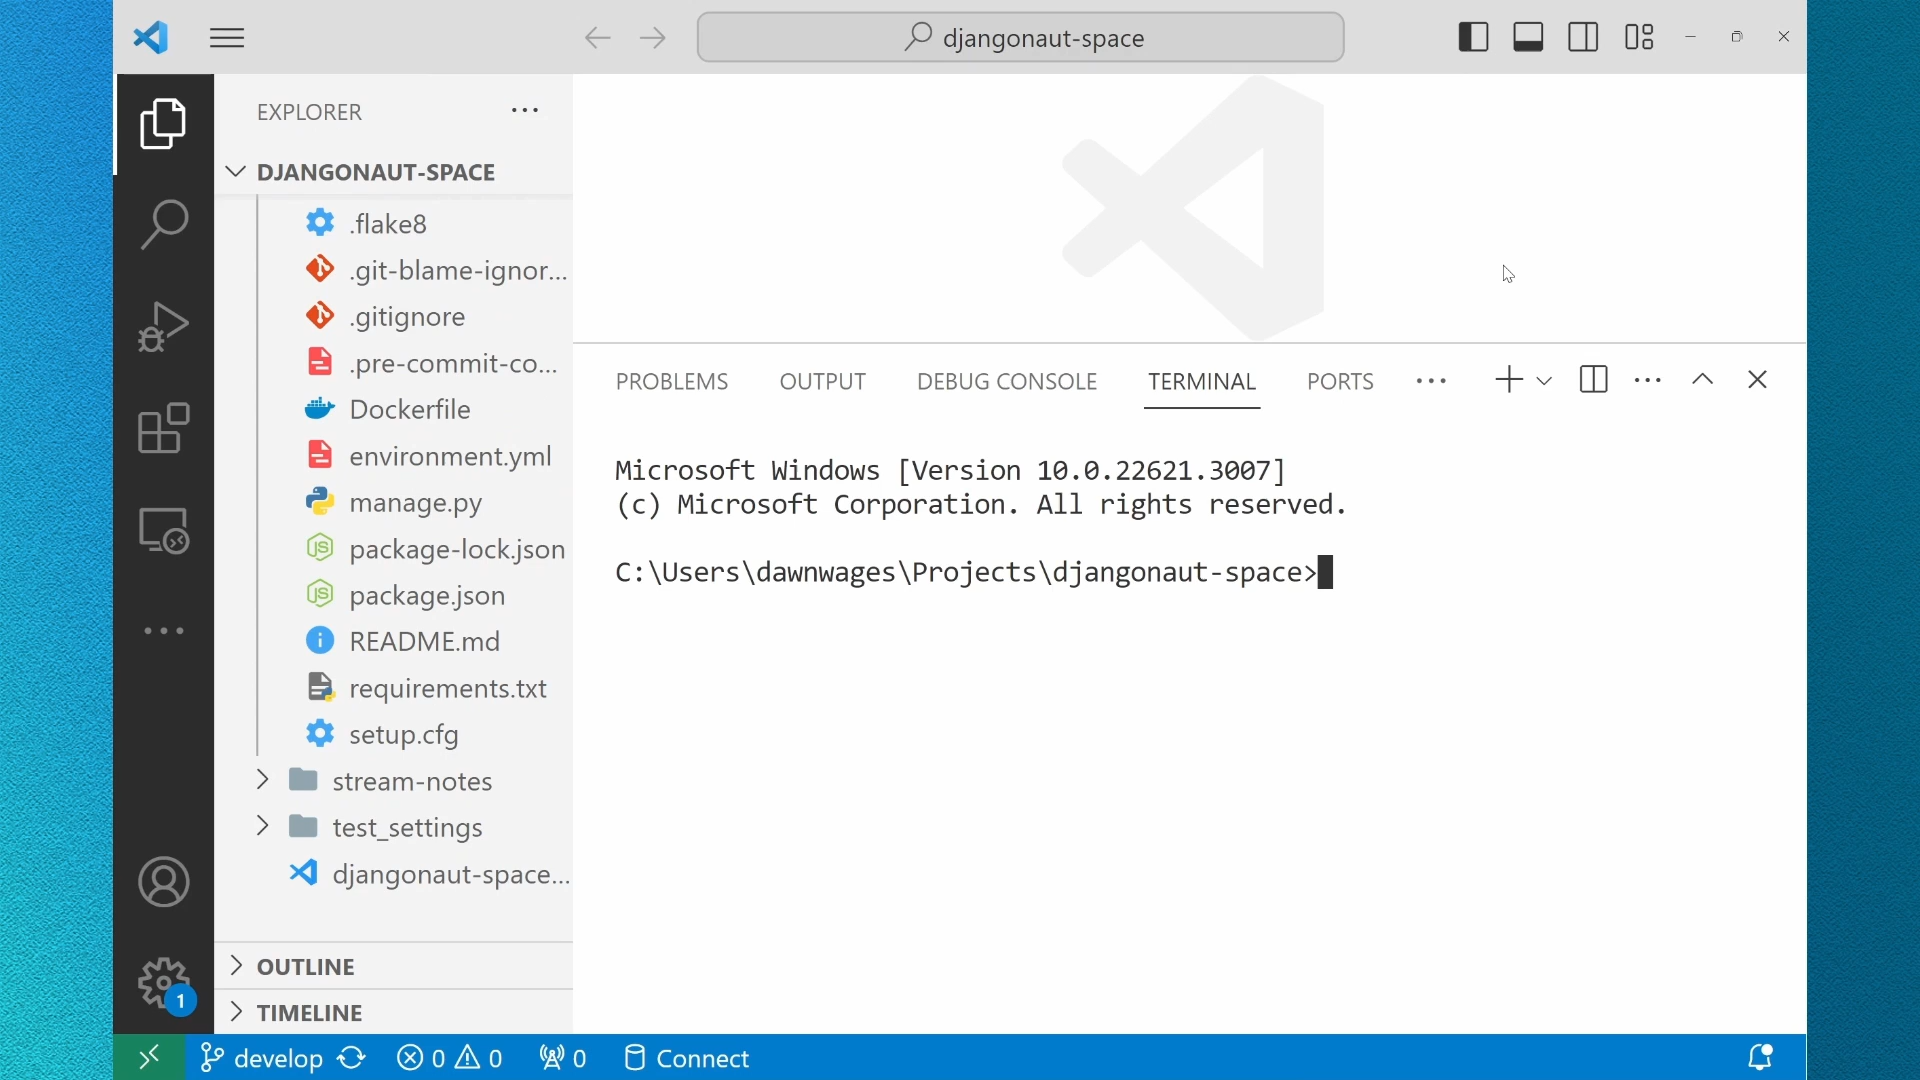 djangonaut-space
EXPLORER
DJANGONAUT-SPACE
.flake8
.git-blame-ignor...
.gitignore
.pre-commit-co...
Dockerfile
environment.yml
manage.py
package-lock.json
package.json
README.md
requirements.txt
setup.cfg
stream-notes
test_settings
djangonaut-space...
OUTLINE
TIMELINE
PROBLEMS OUTPUT DEBUG CONSOLE TERMINAL PORTS
Microsoft Windows [Version 10.0.22621.3007]
(c) Microsoft Corporation. All rights reserved.
C:\Users\dawnwages\Projects\djangonaut-space>
1
develop 0 0 0 Connect